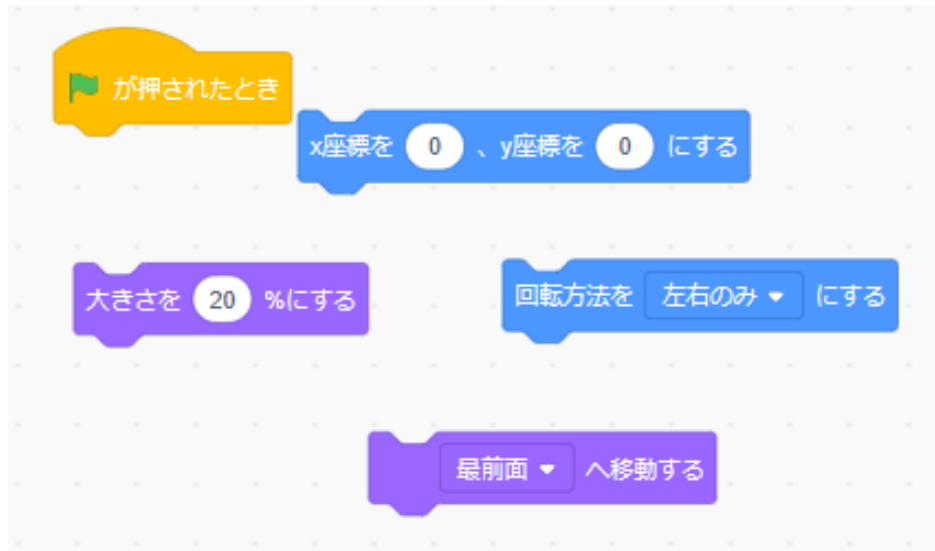 が押されたとき
x座標を 0 、y座標を 0 にする
大きさを 20 %にする
回転方法を 左右のみ にする
最前面 へ移動する